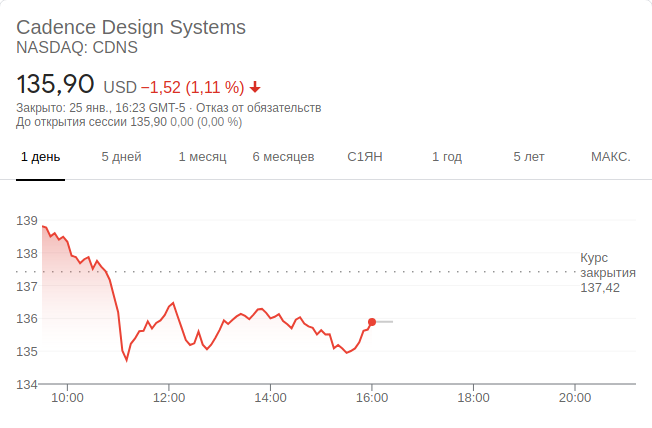 Cadence Design Systems
NASDAQ: CDNS
135,90 USD −1,52 (1,11 %)
Закрыто: 25 янв., 16:23 GMT-5 · Отказ от обязательств
До открытия сессии 135,90 0,00 (0,00 %)
1 день 5 дней 1 месяц 6 месяцев С1ЯН 1 год 5 лет МАКС.
139
138
137
136
135
134
Курс
закрытия
137,42
10:00 12:00 14:00 16:00 18:00 20:00